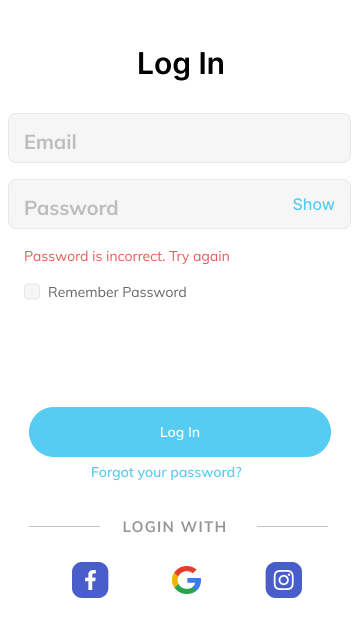 Log In
Email
Password
Show
Password is incorrect. Try again
Remember Password
Log In
Forgot your password?
LOGIN WITH